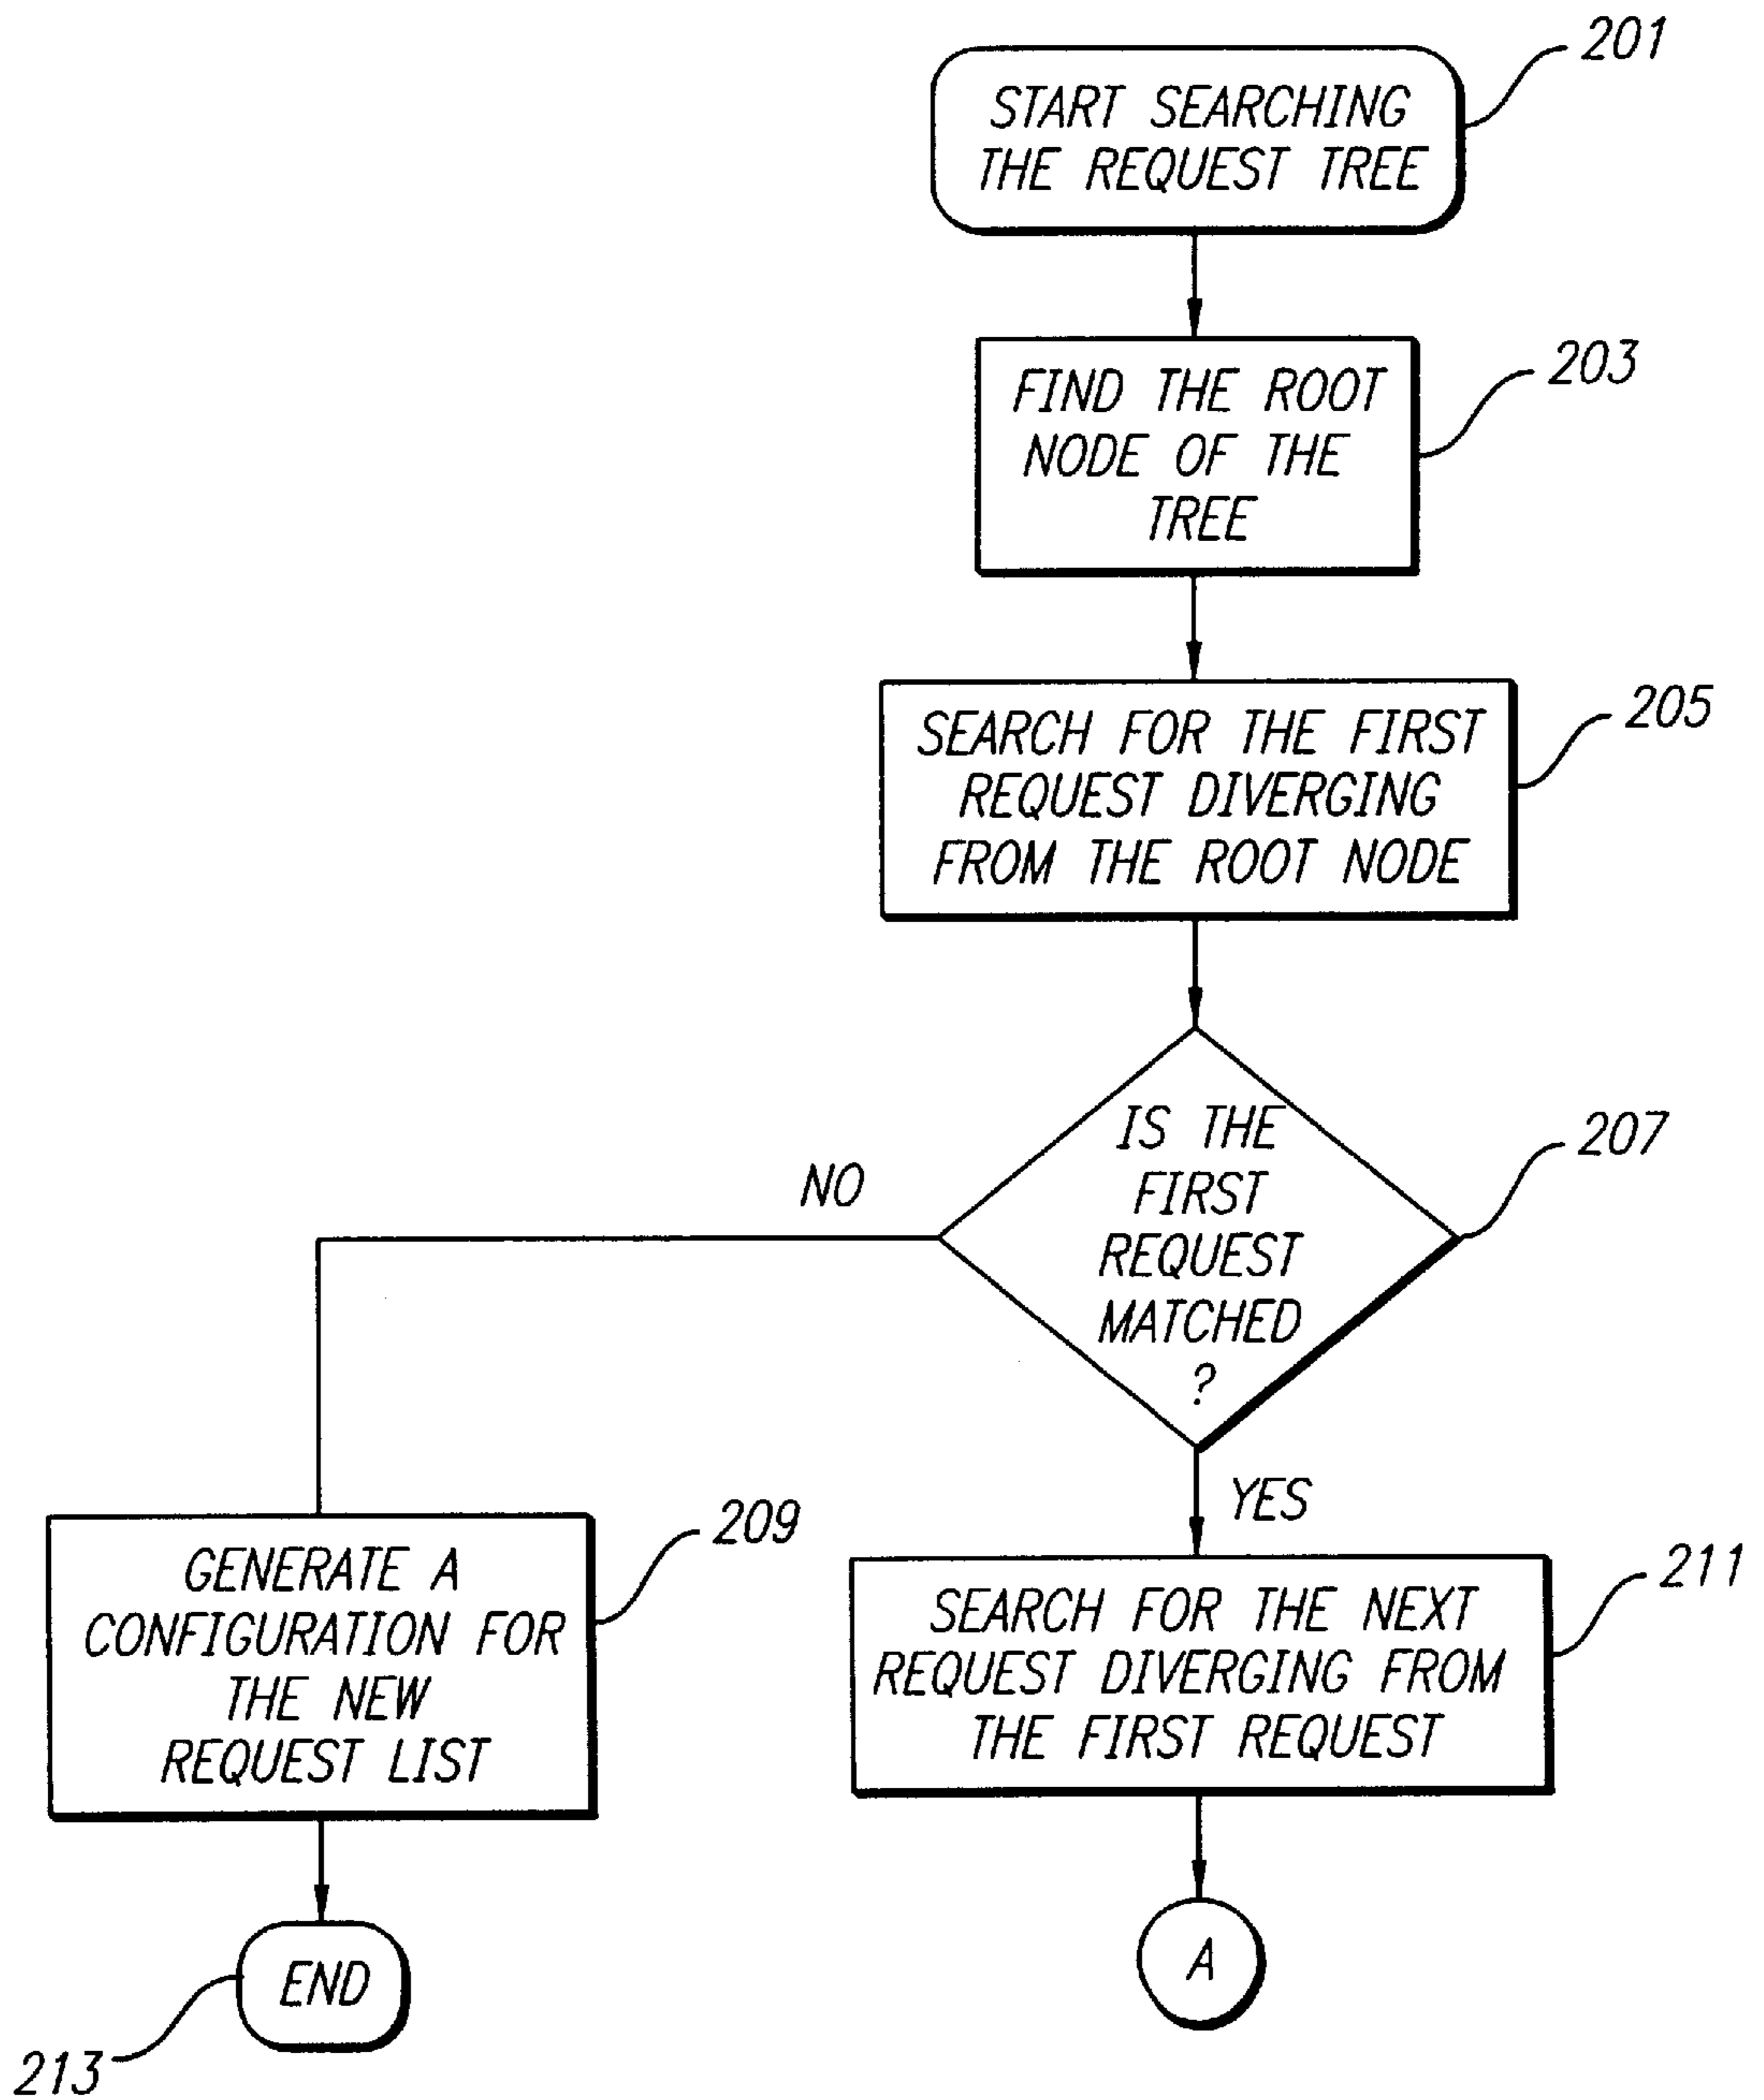 201
START SEARCHING
THE REQUEST TREE
203
FIND THE ROOT
NODE OF THE
TREE
205
SEARCH FOR THE FIRST
REQUEST DIVERGING
FROM THE ROOT NODE
207
IS THE
FIRST
REQUEST
MATCHED
?
NO
YES
209
GENERATE A
CONFIGURATION FOR
THE NEW
REQUEST LIST
211
SEARCH FOR THE NEXT
REQUEST DIVERGING FROM
THE FIRST REQUEST
END
213
A